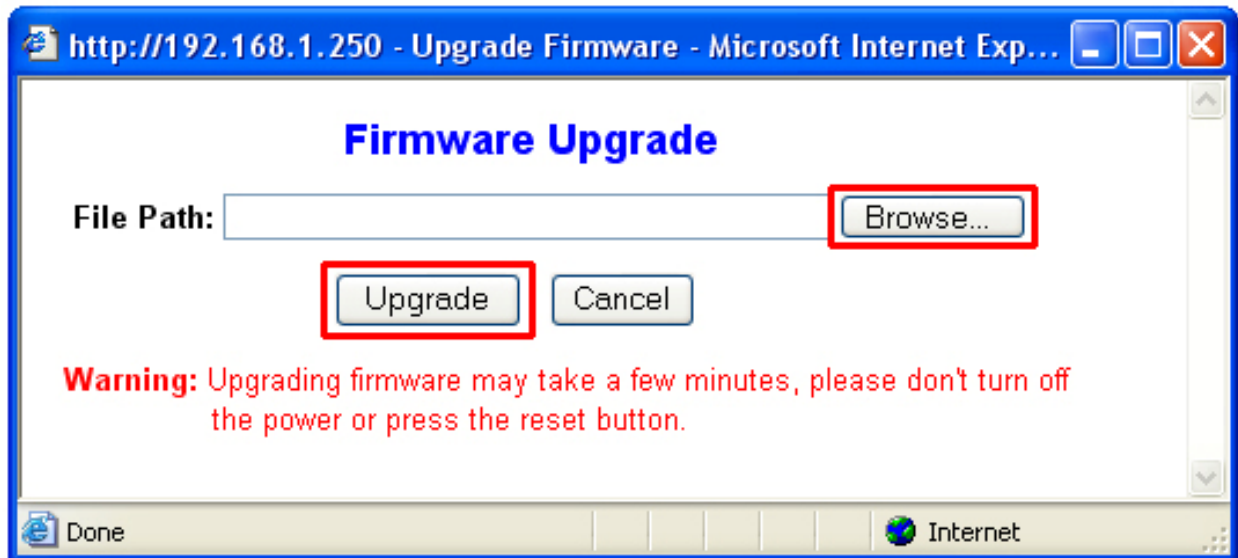 http://192.168.1.250 - Upgrade Firmware - Microsoft Internet Exp...
Firmware Upgrade
File Path: Browse...
Upgrade Cancel
Warning: Upgrading firmware may take a few minutes, please don't turn off
the power or press the reset button.
Done Internet